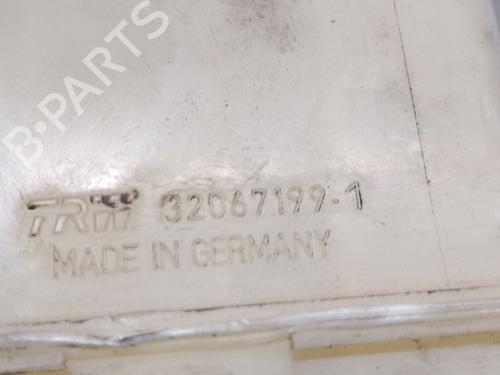 B-PARTS
TRW 32067199-1
MADE IN GERMANY